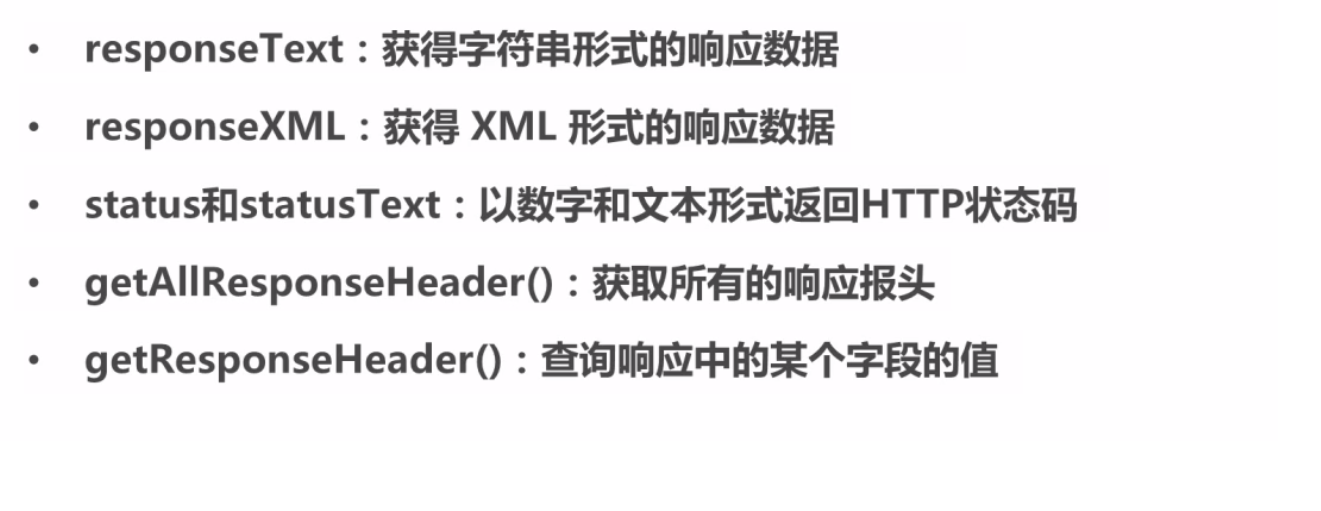 • responseText：获得字符串形式的响应数据
• responseXML：获得 XML 形式的响应数据
• status和statusText：以数字和文本形式返回HTTP状态码
• getAllResponseHeader()：获取所有的响应报头
• getResponseHeader()：查询响应中的某个字段的值